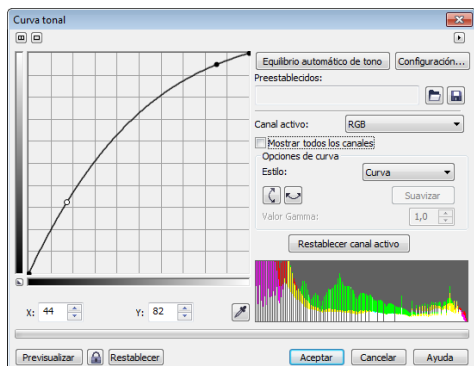 Curva tonal
Equilibrio automático de tono
Configuración...
Preestablecidos:
Canal activo:
RGB
Mostrar todos los canales
Opciones de curva
Estilo:
Curva
Suavizar
Valor Gamma:
1,0
Restablecer canal activo
X: 44
Y: 82
Previsualizar
Restablecer
Aceptar
Cancelar
Ayuda